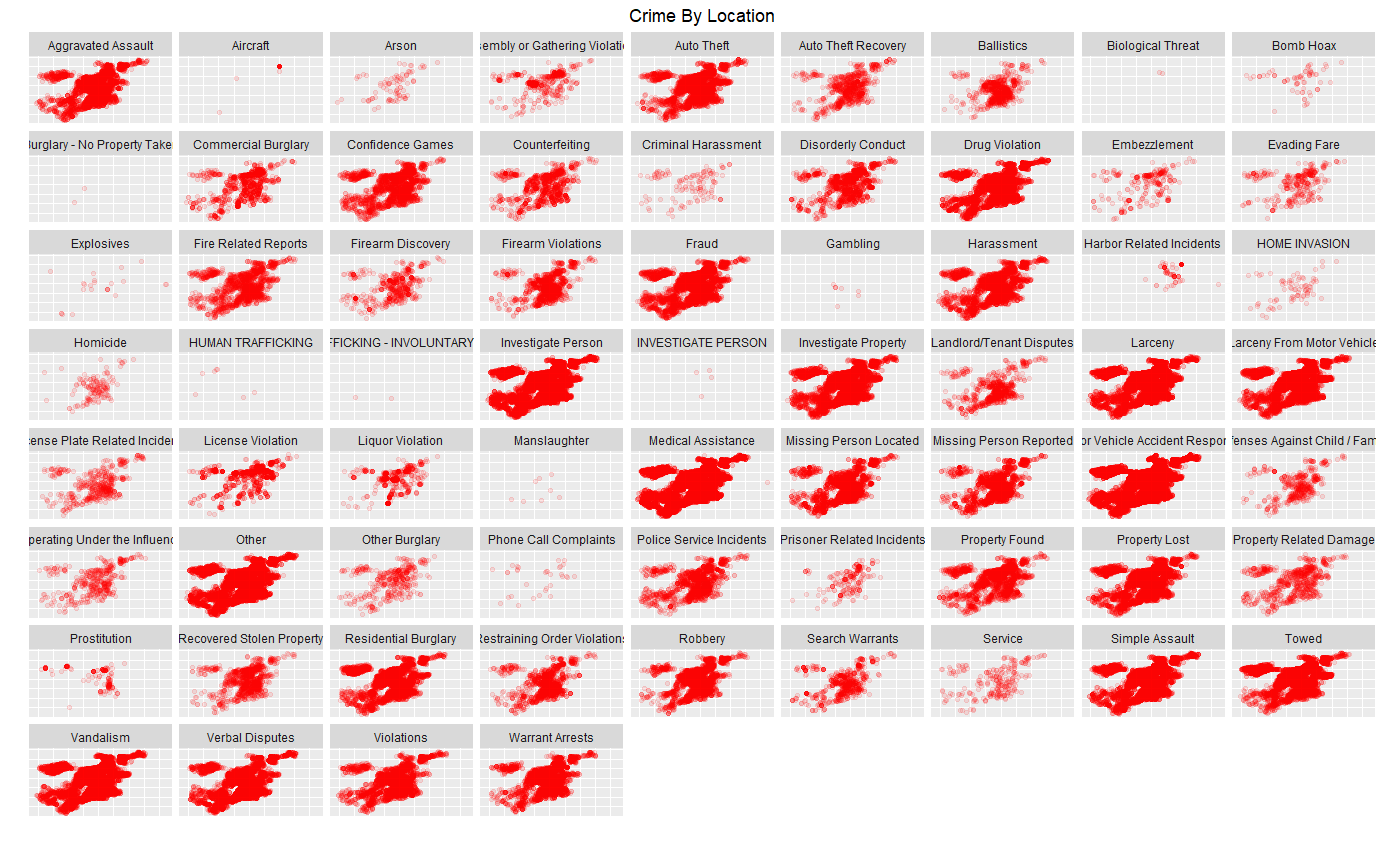 Crime By Location
Aggravated Assault
Aircraft
Arson
sembly or Gathering Violatio
Auto Theft
Auto Theft Recovery
Ballistics
Biological Threat
Bomb Hoax
Burglary - No Property Take
Commercial Burglary
Confidence Games
Counterfeiting
Criminal Harassment
Disorderly Conduct
Drug Violation
Embezzlement
Evading Fare
Explosives
Fire Related Reports
Firearm Discovery
Firearm Violations
Fraud
Gambling
Harassment
Harbor Related Incidents
HOME INVASION
Homicide
HUMAN TRAFFICKING
FFICKING - INVOLUNTARY
Investigate Person
INVESTIGATE PERSON
Investigate Property
Landlord/Tenant Disputes
Larceny
Larceny From Motor Vehicle
cense Plate Related Inciden
License Violation
Liquor Violation
Manslaughter
Medical Assistance
Missing Person Located
Missing Person Reported
or Vehicle Accident Respon
fenses Against Child / Fam
perating Under the Influenc
Other
Other Burglary
Phone Call Complaints
Police Service Incidents
Prisoner Related Incidents
Property Found
Property Lost
Property Related Damage
Prostitution
Recovered Stolen Property
Residential Burglary
Restraining Order Violations
Robbery
Search Warrants
Service
Simple Assault
Towed
Vandalism
Verbal Disputes
Violations
Warrant Arrests